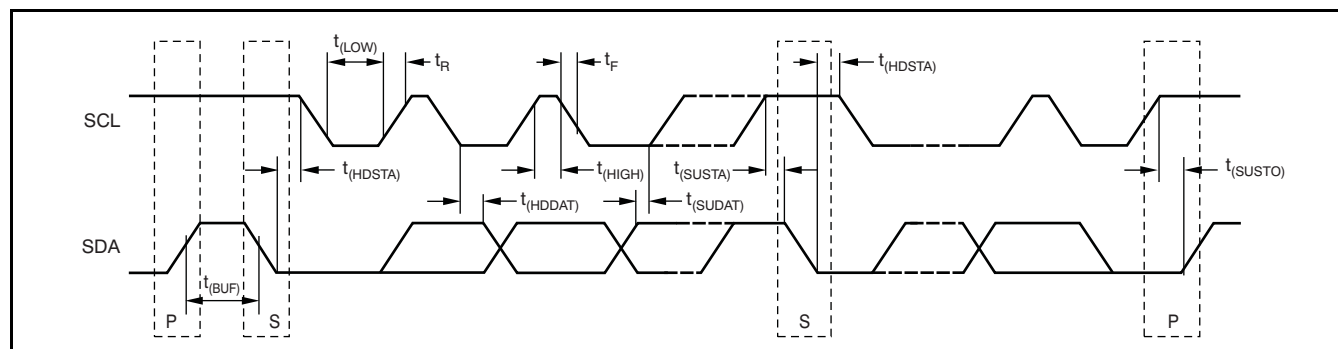 t(LOW)
tR
tF
t(HDSTA)
SCL
t(HDSTA)
t(HIGH)
t(SUSTA)
t(SUSTO)
t(HDDAT)
t(SUDAT)
SDA
t(BUF)
P
S
S
P